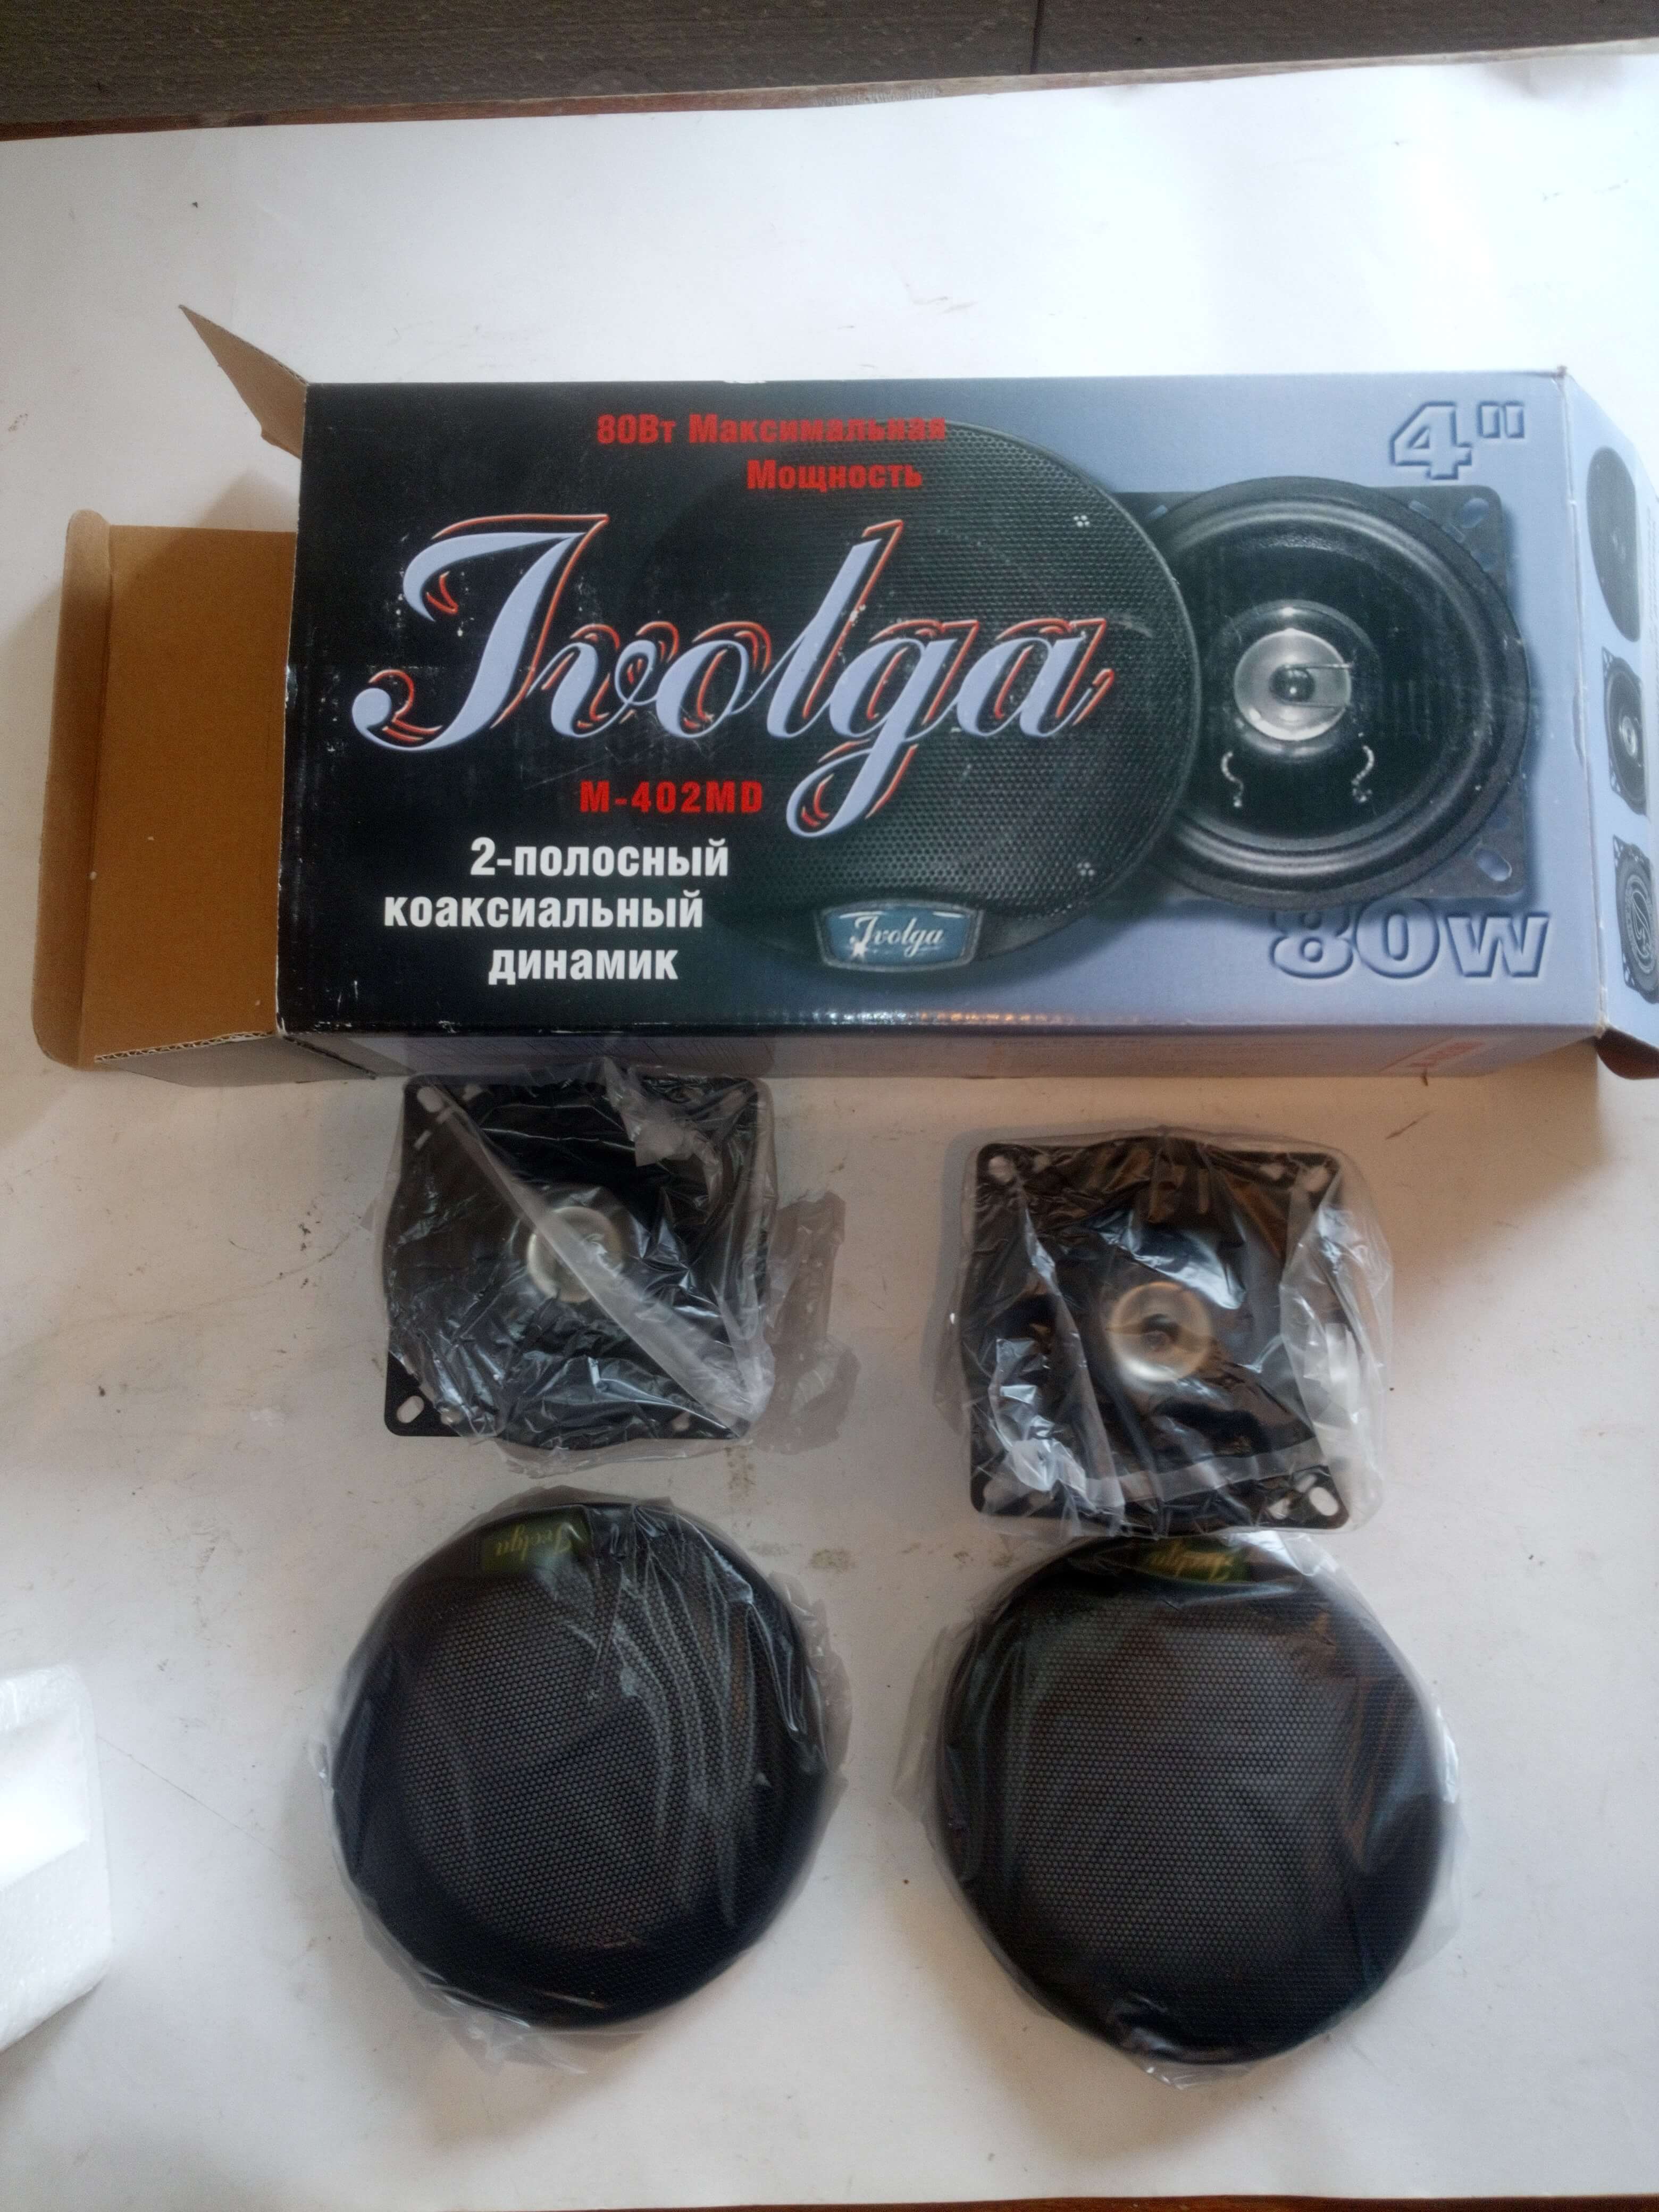 80Вт Максимальная
Мощность
4"
Ivolga
M-402MD
2-полосный
коаксиальный
динамик
Ivolga
80w
Ivolga
Ivolga